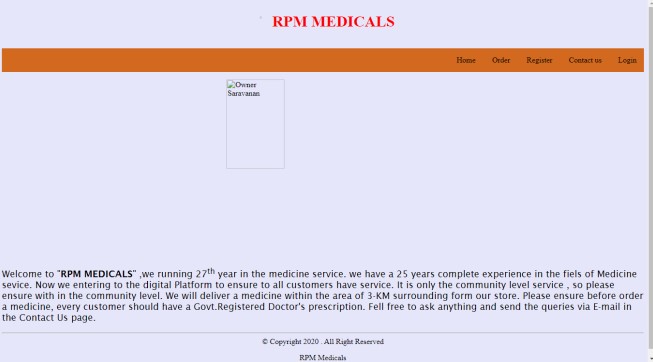 RPM MEDICALS
Home Order Register Contact us Login
Owner
Saravanan
Welcome to "RPM MEDICALS" ,we running 27th year in the medicine service. we have a 25 years complete experience in the fiels of Medicine
sevice. Now we entering to the digital Platform to ensure to all customers have service. It is only the community level service , so please
ensure with in the community level. We will deliver a medicine within the area of 3-KM surrounding form our store. Please ensure before order
a medicine, every customer should have a Govt.Registered Doctor's prescription. Fell free to ask anything and send the queries via E-mail in
the Contact Us page.
© Copyright 2020 . All Right Reserved
RPM Medicals